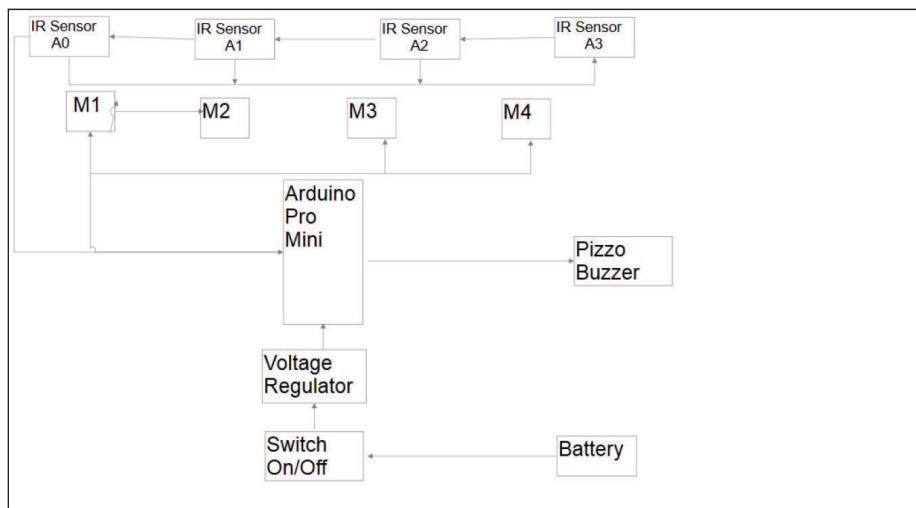 IR Sensor
A0
IR Sensor
A1
IR Sensor
A2
IR Sensor
A3
M1
M2
M3
M4
Arduino
Pro
Mini
Pizzo
Buzzer
Voltage
Regulator
Switch
On/Off
Battery